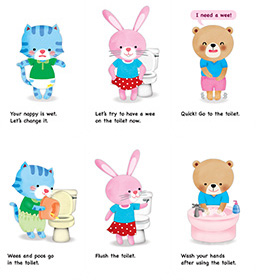 I need a wee!
Your nappy is wet.
Let's change it.
Let's try to have a wee
on the toilet now.
Quick! Go to the toilet.
Wees and poos go
in the toilet.
Flush the toilet.
Wash your hands
after using the toilet.